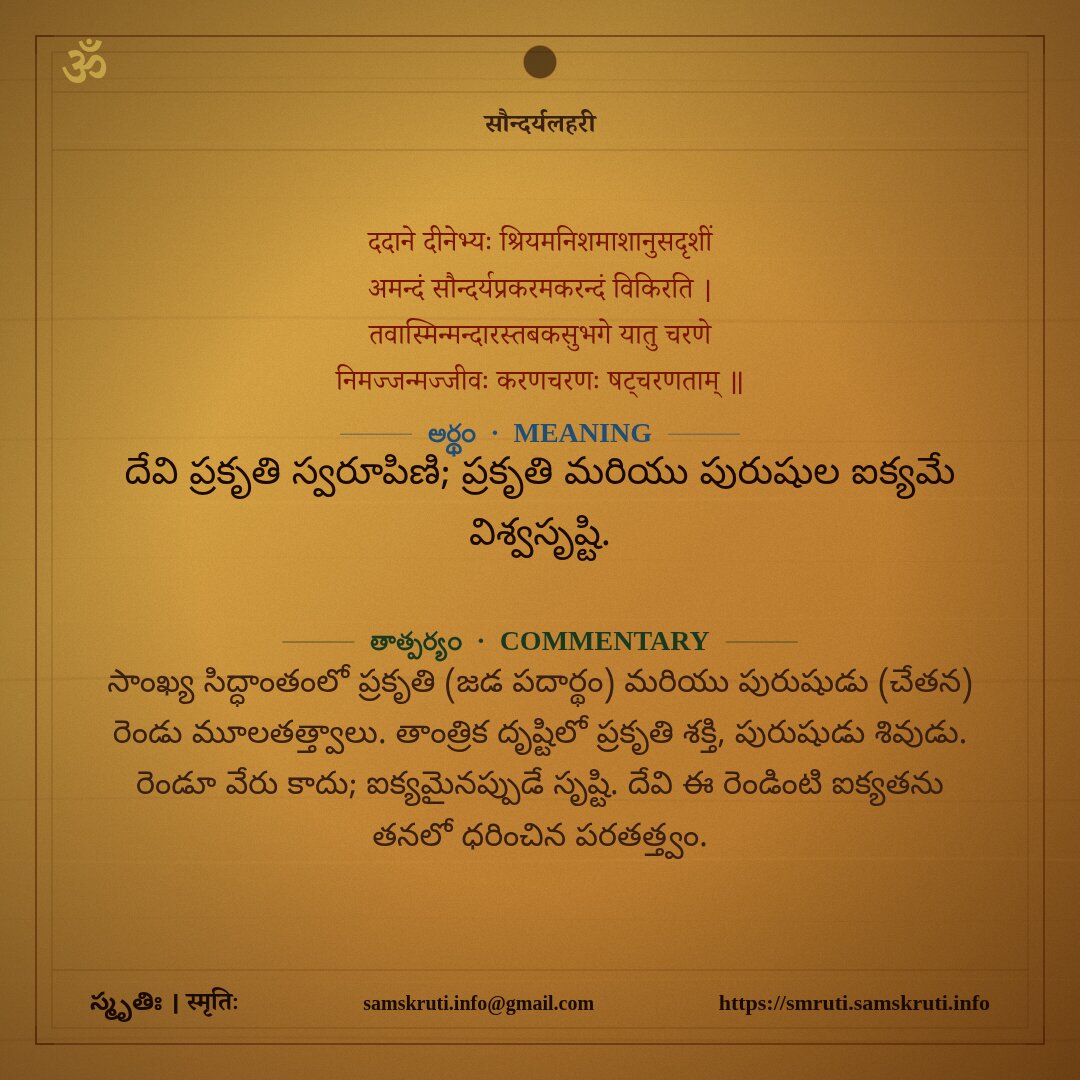 ॐ
सौन्दर्यलहरी
ददाने दीनेभ्यः श्रियमनिशमाशानुसदृशीं
अमन्दं सौन्दर्यप्रकरमकरन्दं विकिरति ।
तवास्मिन्मन्दारस्तबकसुभगे यातु चरणे
निमज्जन्मज्जीवः करणचरणः षट्चरणताम् ॥
అర్థం · MEANING
దేవి ప్రకృతి స్వరూపిణి; ప్రకృతి మరియు పురుషుల ఐక్యమే
విశ్వసృష్టి.
తాత్పర్యం · COMMENTARY
సాంఖ్య సిద్ధాంతంలో ప్రకృతి (జడ పదార్థం) మరియు పురుషుడు (చేతన)
రెండు మూలతత్త్వాలు. తాంత్రిక దృష్టిలో ప్రకృతి శక్తి, పురుషుడు శివుడు.
రెండూ వేరు కాదు; ఐక్యమైనప్పుడే సృష్టి. దేవి ఈ రెండింటి ఐక్యతను
తనలో ధరించిన పరతత్త్వం.
స్మృతిః | स्मृतिः samskruti.info@gmail.com https://smruti.samskruti.info